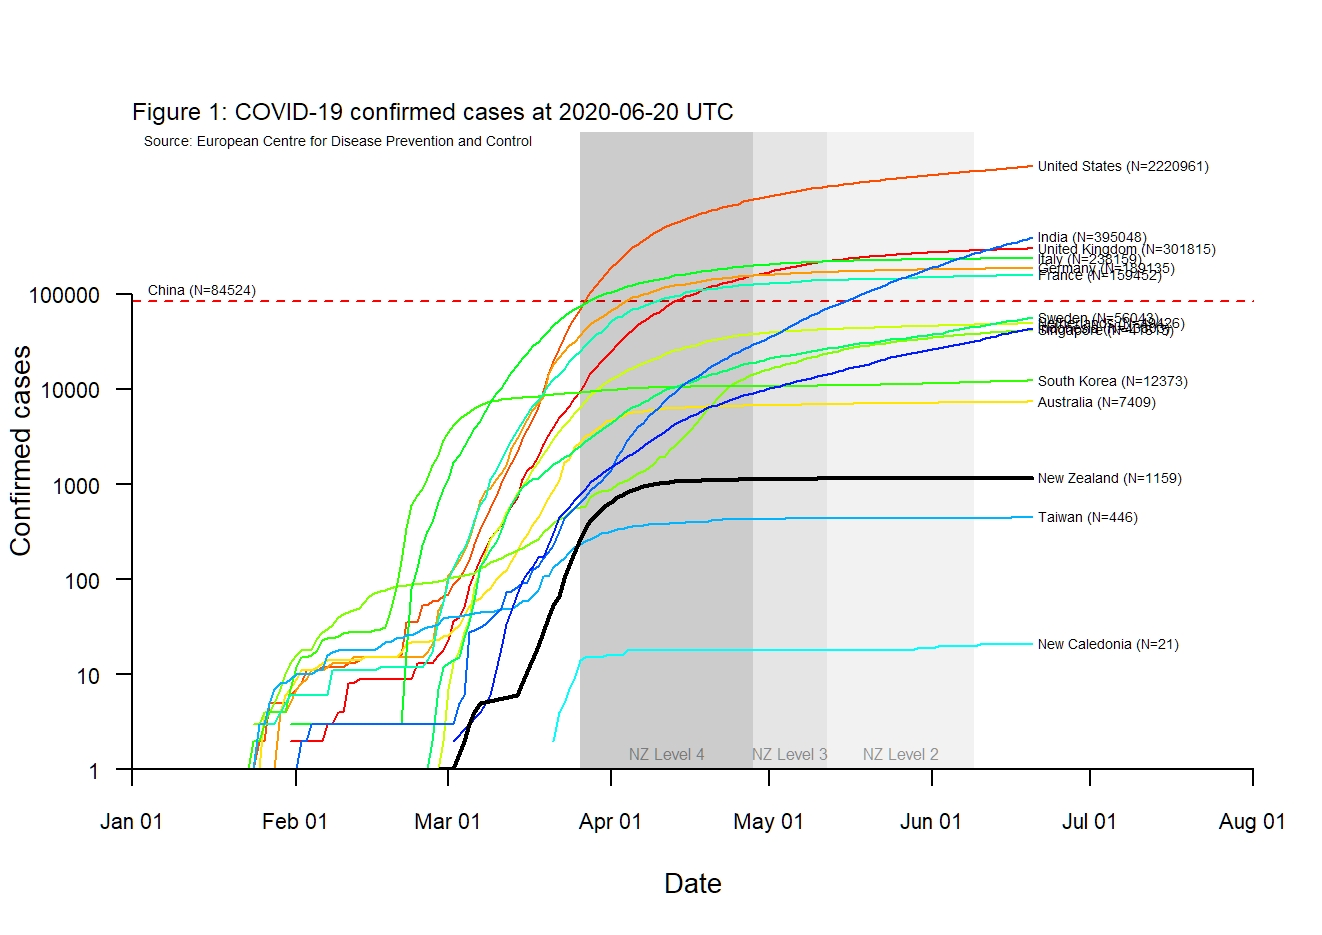 Figure 1: COVID-19 confirmed cases at 2020-06-20 UTC
Source: European Centre for Disease Prevention and Control
United States (N=2220961)
India (N=395048)
United Kingdom (N=301815)
Italy (N=238159)
Germany (N=189135)
France (N=159452)
China (N=84524)
Sweden (N=56043)
South Korea (N=12373)
Australia (N=7409)
New Zealand (N=1159)
Taiwan (N=446)
New Caledonia (N=21)
NZ Level 4
NZ Level 3
NZ Level 2
Confirmed cases
100000
10000
1000
100
10
1
Jan 01
Feb 01
Mar 01
Apr 01
May 01
Jun 01
Jul 01
Aug 01
Date